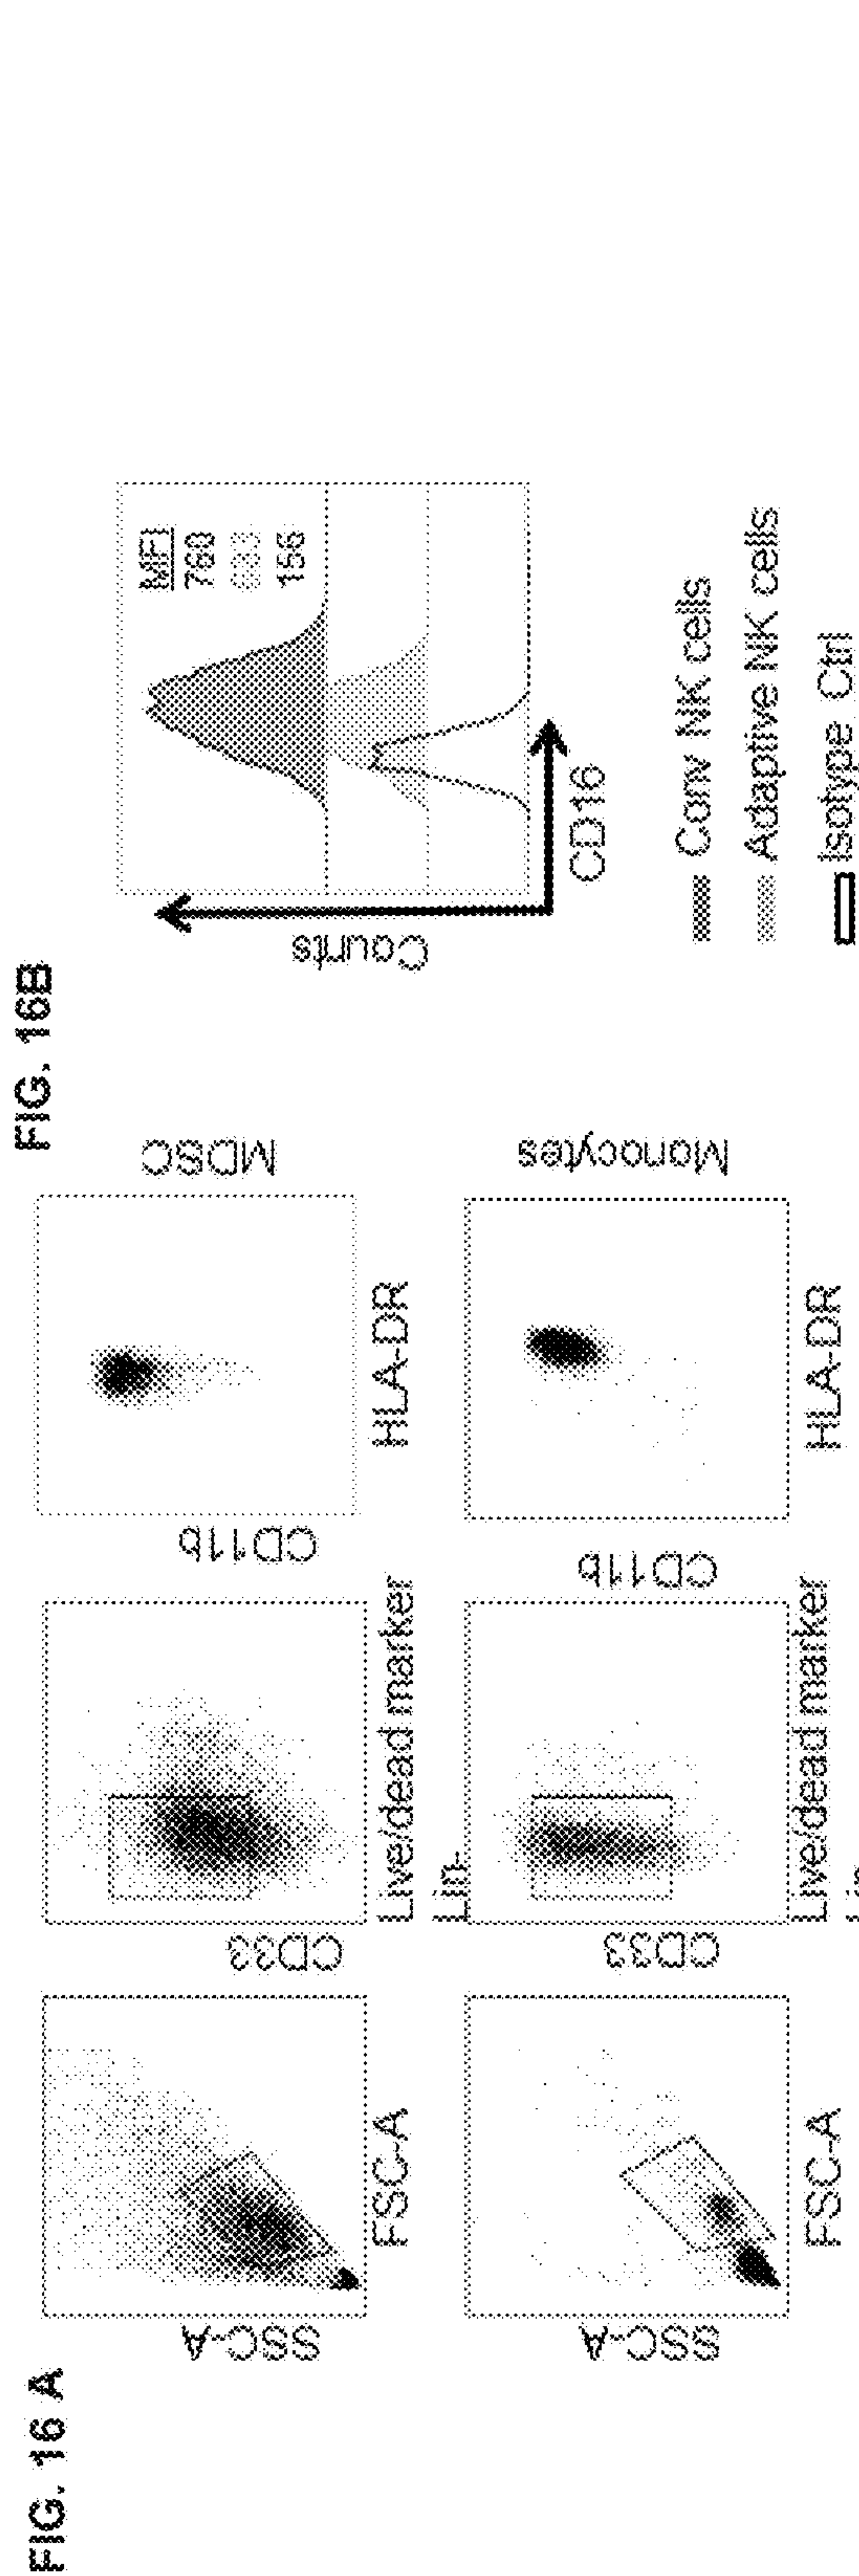 FIG. 16 A
SSC-A
FSC-A
CD33
Live/dead marker
Lin-
CD11b
HLA-DR
MDSC
SSC-A
FSC-A
CD33
Live/dead marker
CD11b
HLA-DR
Monocytes
FIG. 16B
Counts
CD16
MFI
156
Conv NK cells
Adaptive NK cells
Isotype Ctrl